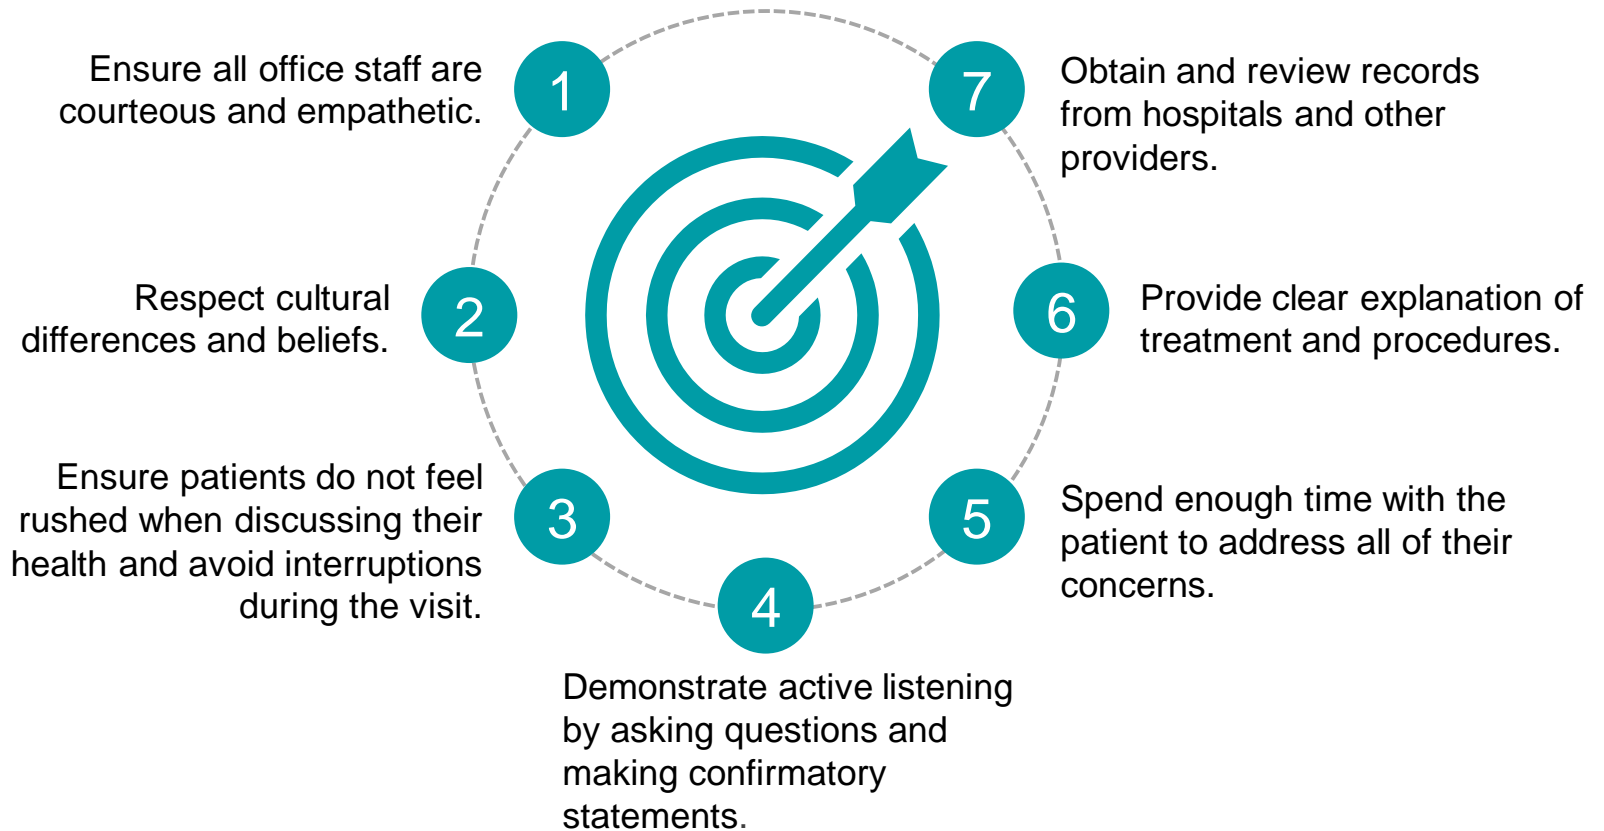 1
Ensure all office staff are
courteous and empathetic.
2
Respect cultural
differences and beliefs.
3
Ensure patients do not feel
rushed when discussing their
health and avoid interruptions
during the visit.
4
Demonstrate active listening
by asking questions and
making confirmatory
statements.
5
Spend enough time with the
patient to address all of their
concerns.
6
Provide clear explanation of
treatment and procedures.
7
Obtain and review records
from hospitals and other
providers.